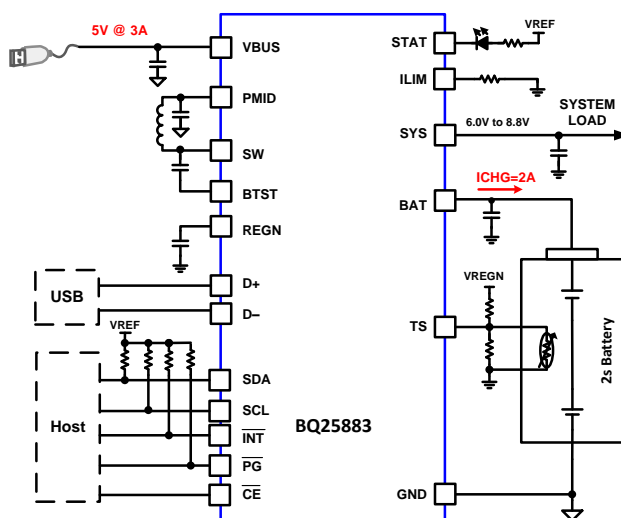 5V @ 3A
VBUS
PMID
SW
BTST
REGN
D+
D–
USB
VREF
Host
SDA
SCL
INT
PG
CE
BQ25883
STAT
VREF
ILIM
SYS
6.0V to 8.8V
SYSTEM
LOAD
ICHG=2A
BAT
VREGN
TS
2s Battery
GND